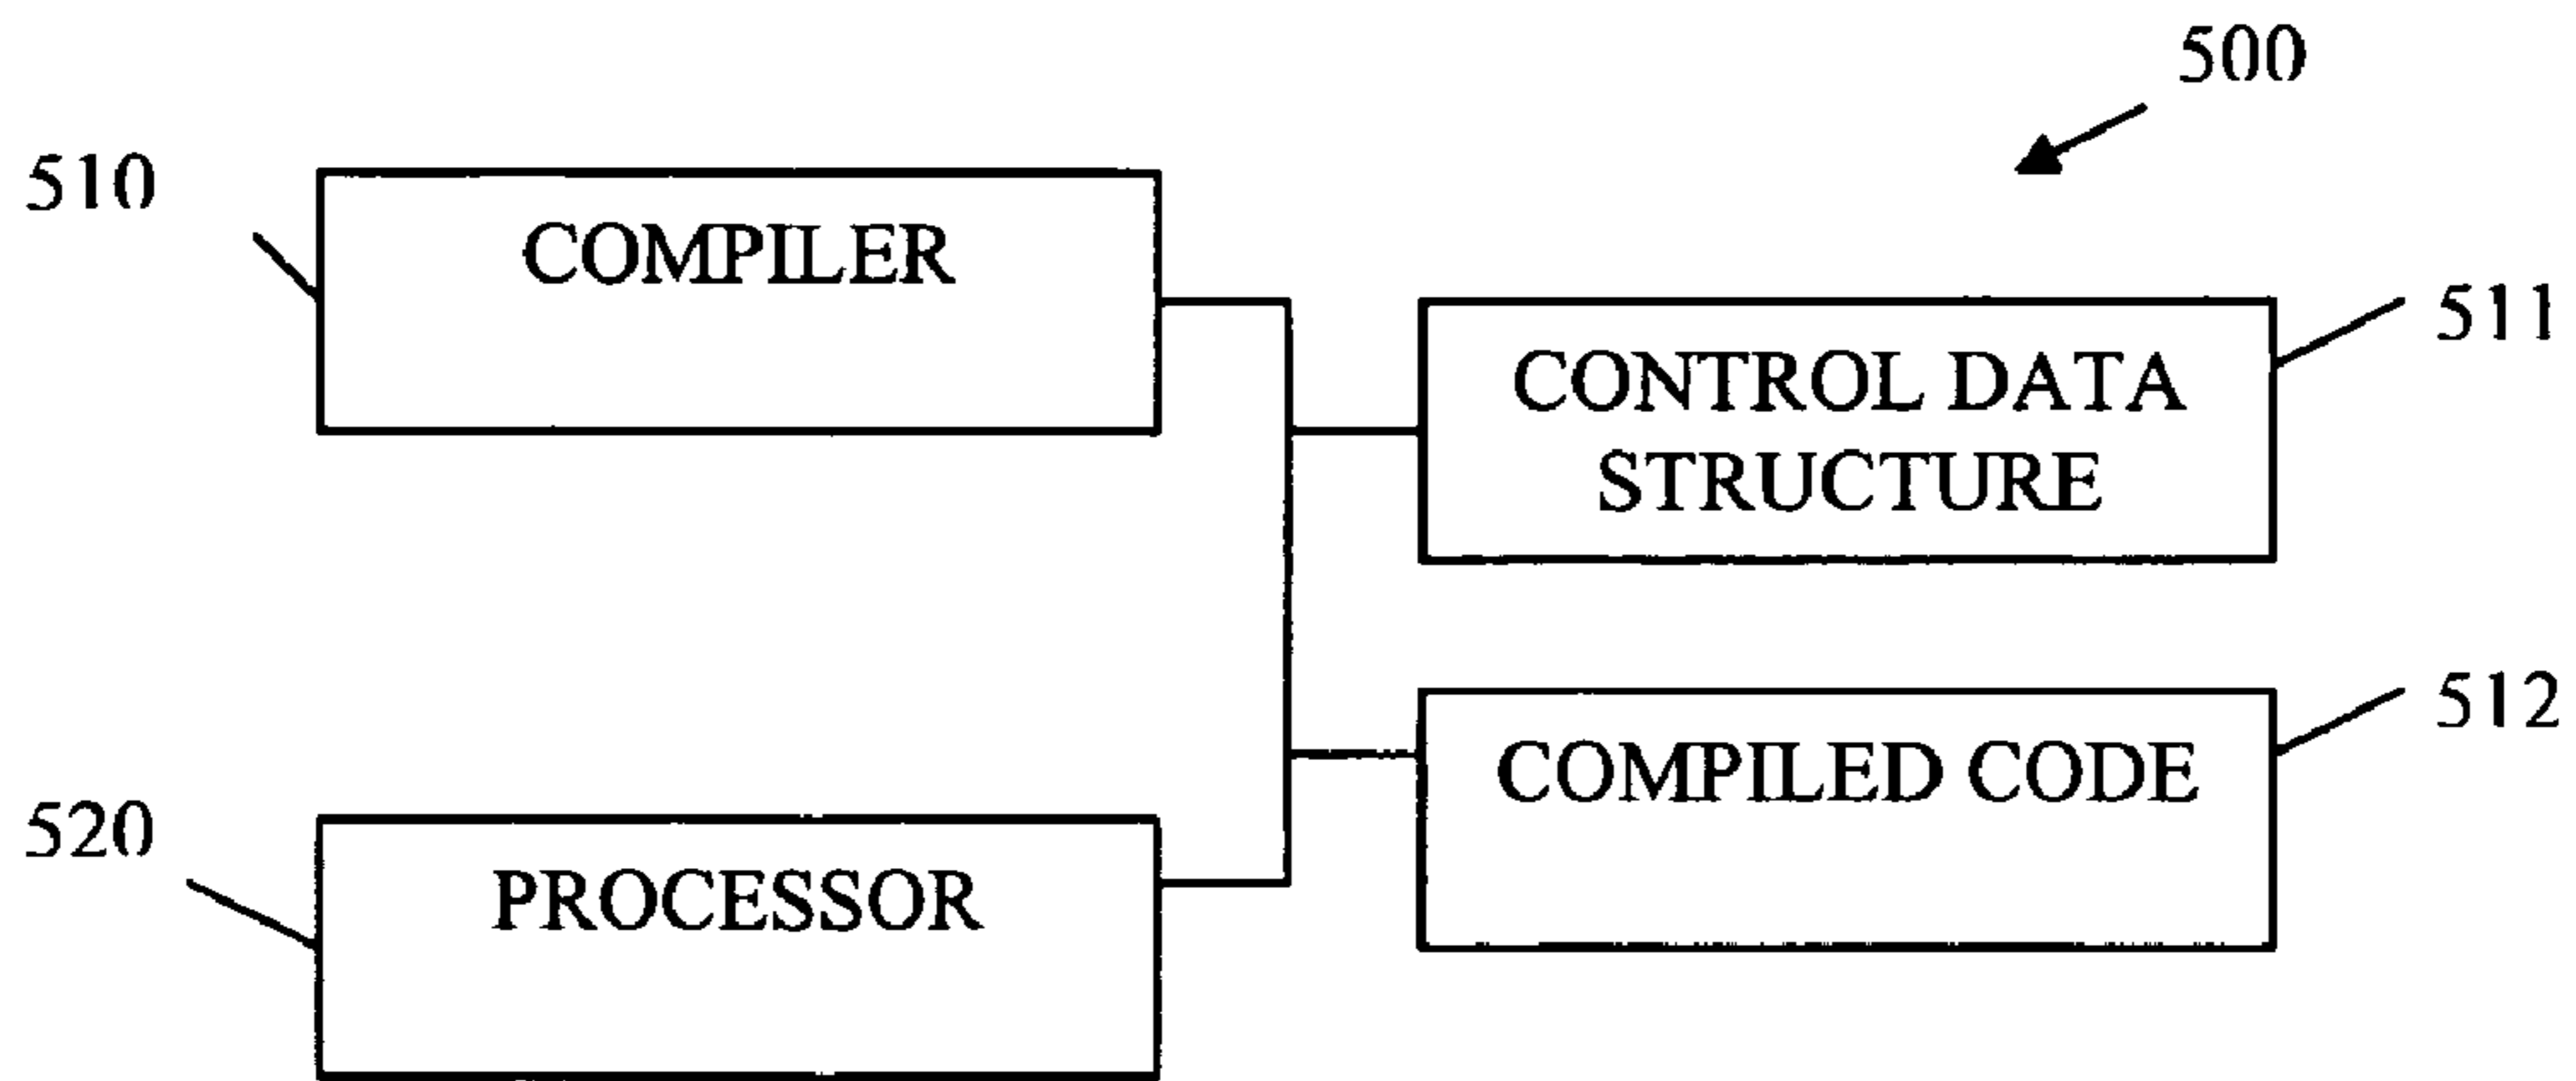 500
510
COMPILER
511
CONTROL DATA
STRUCTURE
512
COMPILED CODE
520
PROCESSOR